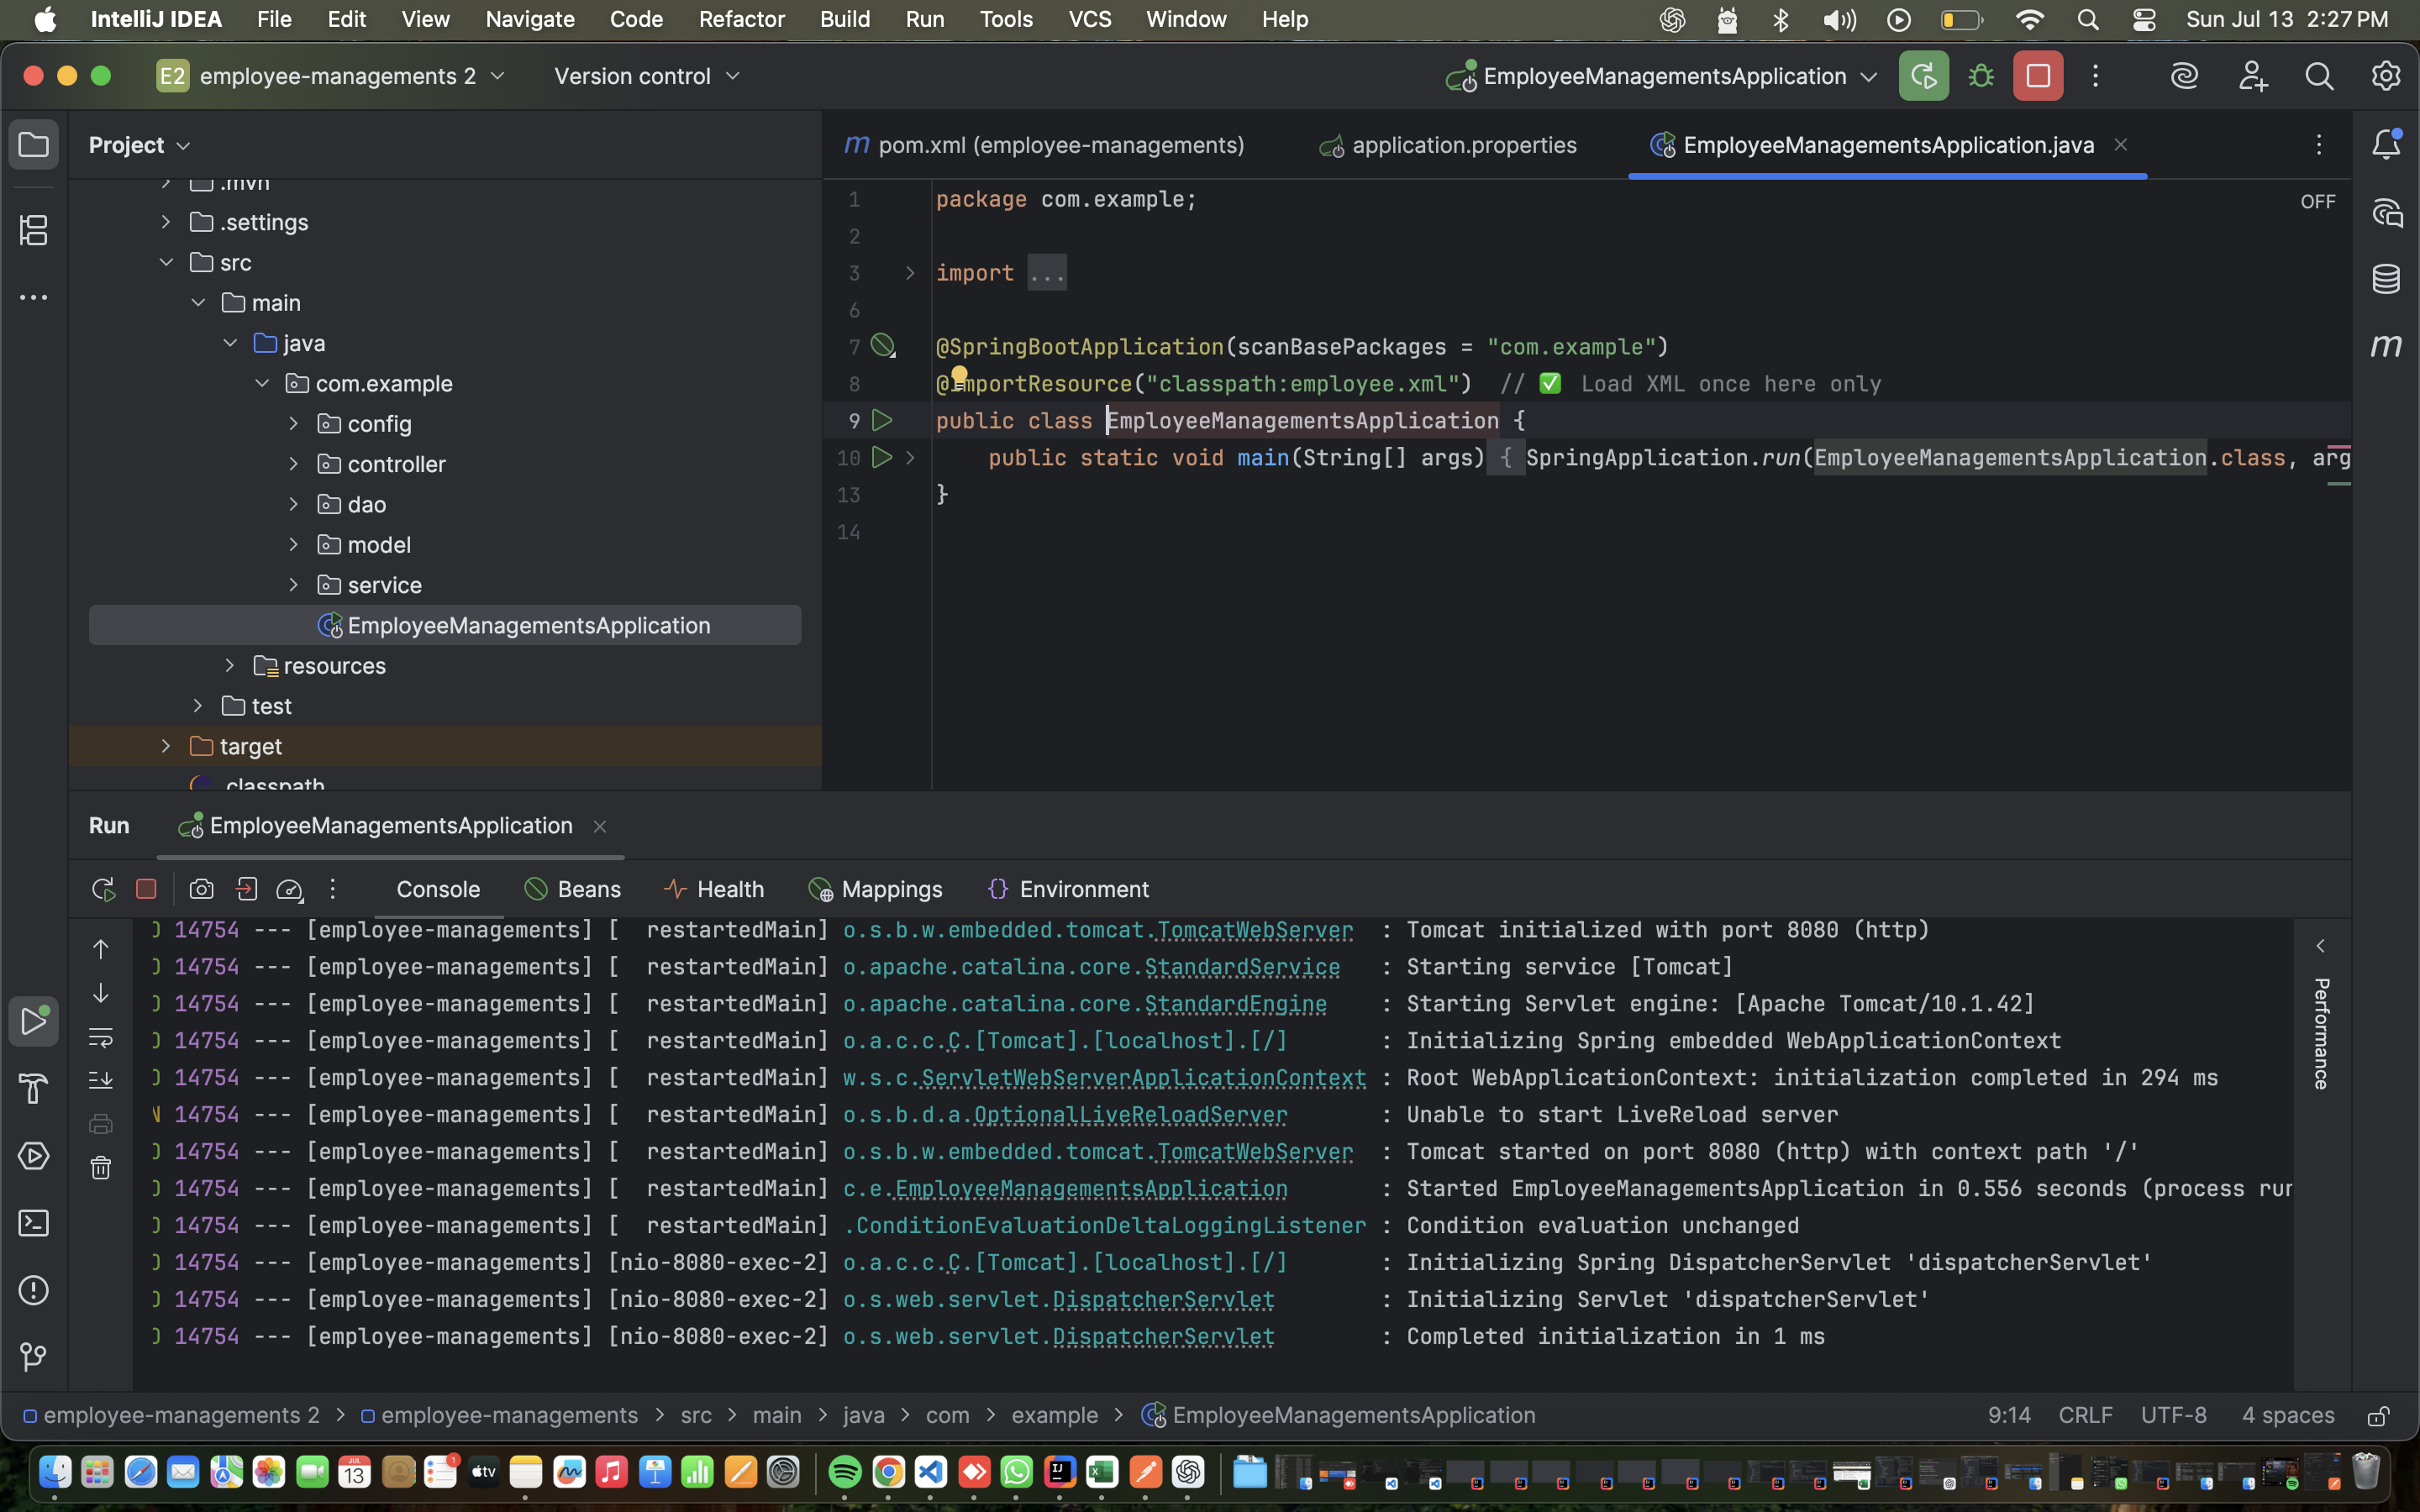 IntelliJ IDEA File Edit View Navigate Code Refactor Build Run Tools VCS Window Help Sun Jul 13 2:27 PM
E2 employee-managements 2 Version control EmployeeManagementsApplication
Project
.mvn
.settings
src
main
java
com.example
config
controller
dao
model
service
EmployeeManagementsApplication
resources
test
target
.classpath
pom.xml (employee-managements) application.properties EmployeeManagementsApplication.java
OFF
1 package com.example;
2
3 import ...
6
7 @SpringBootApplication(scanBasePackages = "com.example")
8 @ImportResource("classpath:employee.xml") // ✅ Load XML once here only
9 public class EmployeeManagementsApplication {
10 public static void main(String[] args) { SpringApplication.run(EmployeeManagementsApplication.class, arg
13 }
14
Run EmployeeManagementsApplication
Console Beans Health Mappings Environment
14754 --- [employee-managements] [ restartedMain] o.s.b.w.embedded.tomcat.TomcatWebServer : Tomcat initialized with port 8080 (http)
14754 --- [employee-managements] [ restartedMain] o.apache.catalina.core.StandardService : Starting service [Tomcat]
14754 --- [employee-managements] [ restartedMain] o.apache.catalina.core.StandardEngine : Starting Servlet engine: [Apache Tomcat/10.1.42]
14754 --- [employee-managements] [ restartedMain] o.a.c.c.C.[Tomcat].[localhost].[/] : Initializing Spring embedded WebApplicationContext
14754 --- [employee-managements] [ restartedMain] w.s.c.ServletWebServerApplicationContext : Root WebApplicationContext: initialization completed in 294 ms
14754 --- [employee-managements] [ restartedMain] o.s.b.d.a.OptionalLiveReloadServer : Unable to start LiveReload server
14754 --- [employee-managements] [ restartedMain] o.s.b.w.embedded.tomcat.TomcatWebServer : Tomcat started on port 8080 (http) with context path '/'
14754 --- [employee-managements] [ restartedMain] c.e.EmployeeManagementsApplication : Started EmployeeManagementsApplication in 0.556 seconds (process run
14754 --- [employee-managements] [ restartedMain] .ConditionEvaluationDeltaLoggingListener : Condition evaluation unchanged
14754 --- [employee-managements] [nio-8080-exec-2] o.a.c.c.C.[Tomcat].[localhost].[/] : Initializing Spring DispatcherServlet 'dispatcherServlet'
14754 --- [employee-managements] [nio-8080-exec-2] o.s.web.servlet.DispatcherServlet : Initializing Servlet 'dispatcherServlet'
14754 --- [employee-managements] [nio-8080-exec-2] o.s.web.servlet.DispatcherServlet : Completed initialization in 1 ms
Performance
employee-managements 2 > employee-managements > src > main > java > com > example > EmployeeManagementsApplication 9:14 CRLF UTF-8 4 spaces
JUL
13
1
tv